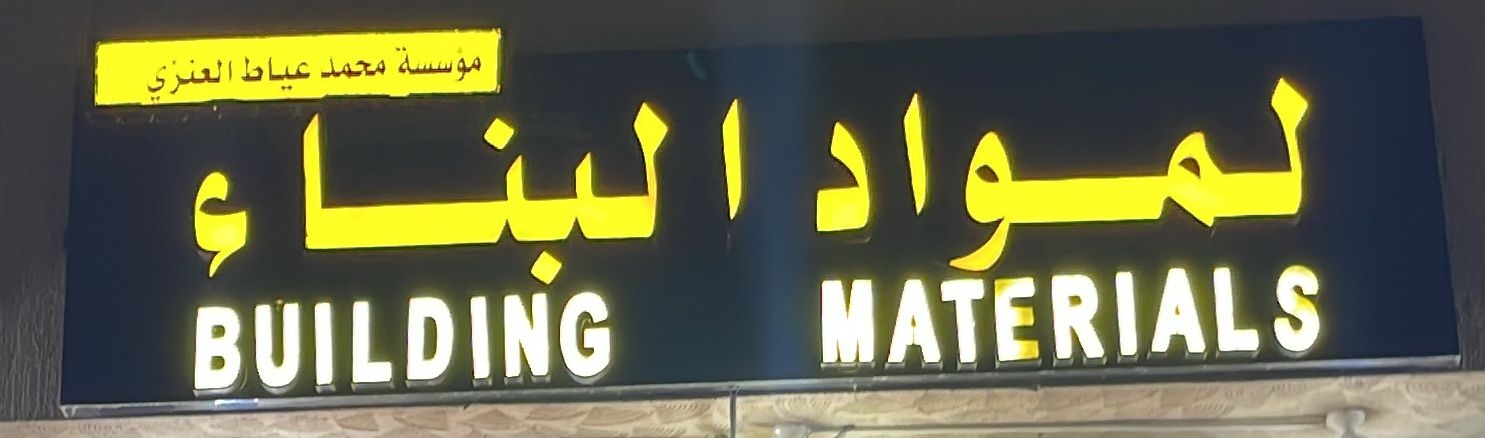 مؤسسة محمد عياط العنزي
لمواد البناء
BUILDING MATERIALS